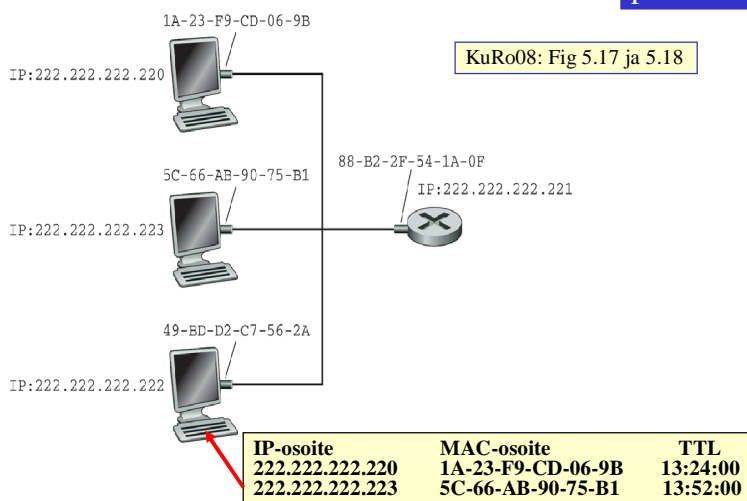 1A-23-F9-CD-06-9B
KuRo08: Fig 5.17 ja 5.18
IP:222.222.222.220
88-B2-2F-54-1A-0F
5C-66-AB-90-75-B1
IP:222.222.222.221
IP:222.222.222.223
49-BD-D2-C7-56-2A
IP:222.222.222.222
IP-osoite MAC-osoite TTL
222.222.222.220 1A-23-F9-CD-06-9B 13:24:00
222.222.222.223 5C-66-AB-90-75-B1 13:52:00